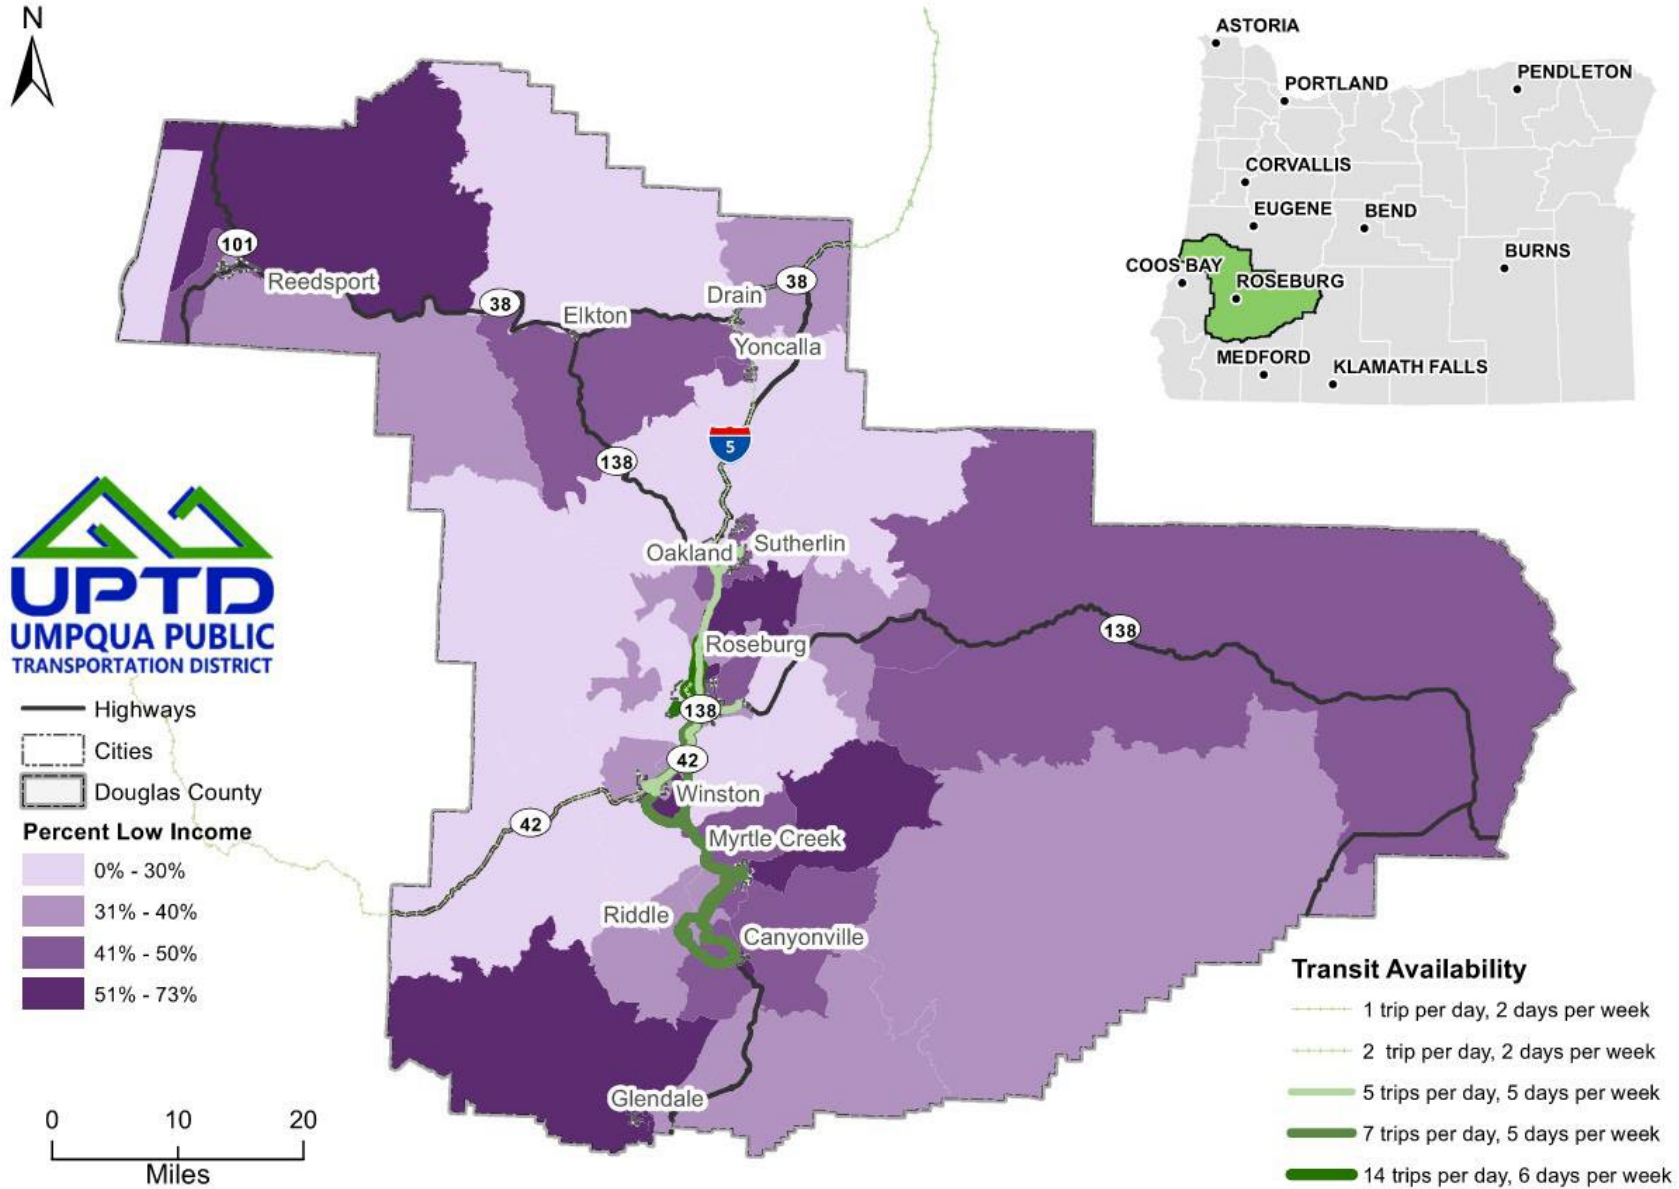 N
ASTORIA
PORTLAND
PENDLETON
CORVALLIS
EUGENE
BEND
COOS BAY
ROSEBURG
BURNS
MEDFORD
KLAMATH FALLS
101
Reedsport
38
Elkton
Drain
38
Yoncalla
5
138
Oakland
Sutherlin
138
Roseburg
138
42
Winston
42
Myrtle Creek
Riddle
Canyonville
Glendale
UPTD
UMPQUA PUBLIC
TRANSPORTATION DISTRICT
Highways
Cities
Douglas County
Percent Low Income
0% - 30%
31% - 40%
41% - 50%
51% - 73%
0 10 20
Miles
Transit Availability
1 trip per day, 2 days per week
2 trip per day, 2 days per week
5 trips per day, 5 days per week
7 trips per day, 5 days per week
14 trips per day, 6 days per week